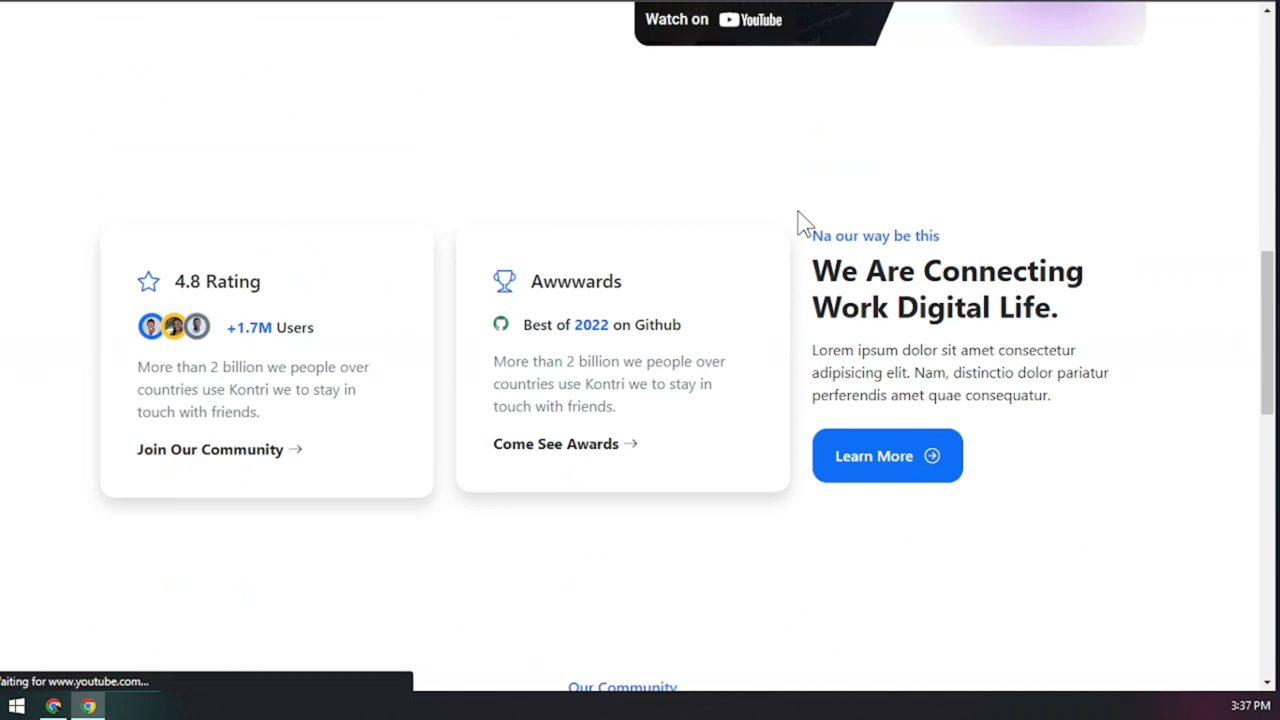 Watch on YouTube
4.8 Rating
+1.7M Users
More than 2 billion we people over
countries use Kontri we to stay in
touch with friends.
Join Our Community
Awwwards
Best of 2022 on Github
More than 2 billion we people over
countries use Kontri we to stay in
touch with friends.
Come See Awards
Na our way be this
We Are Connecting
Work Digital Life.
Lorem ipsum dolor sit amet consectetur
adipisicing elit. Nam, distinctio dolor pariatur
perferendis amet quae consequatur.
Learn More
Our Community
aiting for www.youtube.com...
3:37 PM